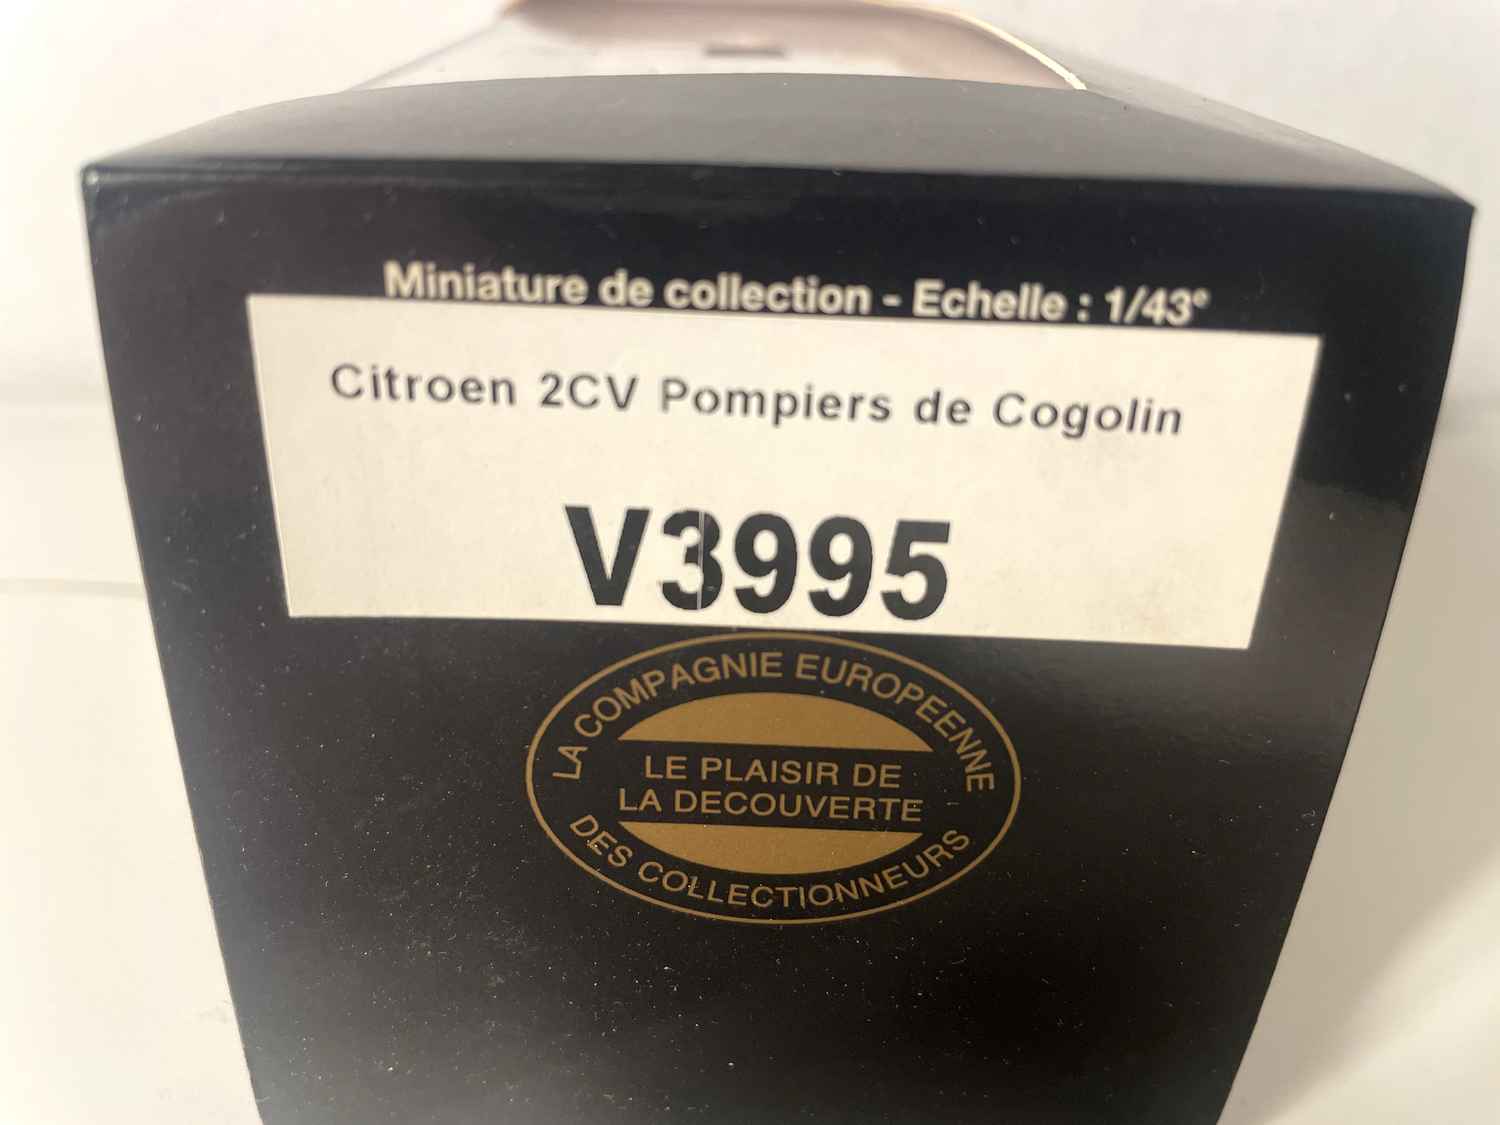 Miniature de collection - Echelle : 1/43e
Citroen 2CV Pompiers de Cogolin
V3995
LA COMPAGNIE EUROPEENNE
LE PLAISIR DE
LA DECOUVERTE
DES COLLECTIONNEURS